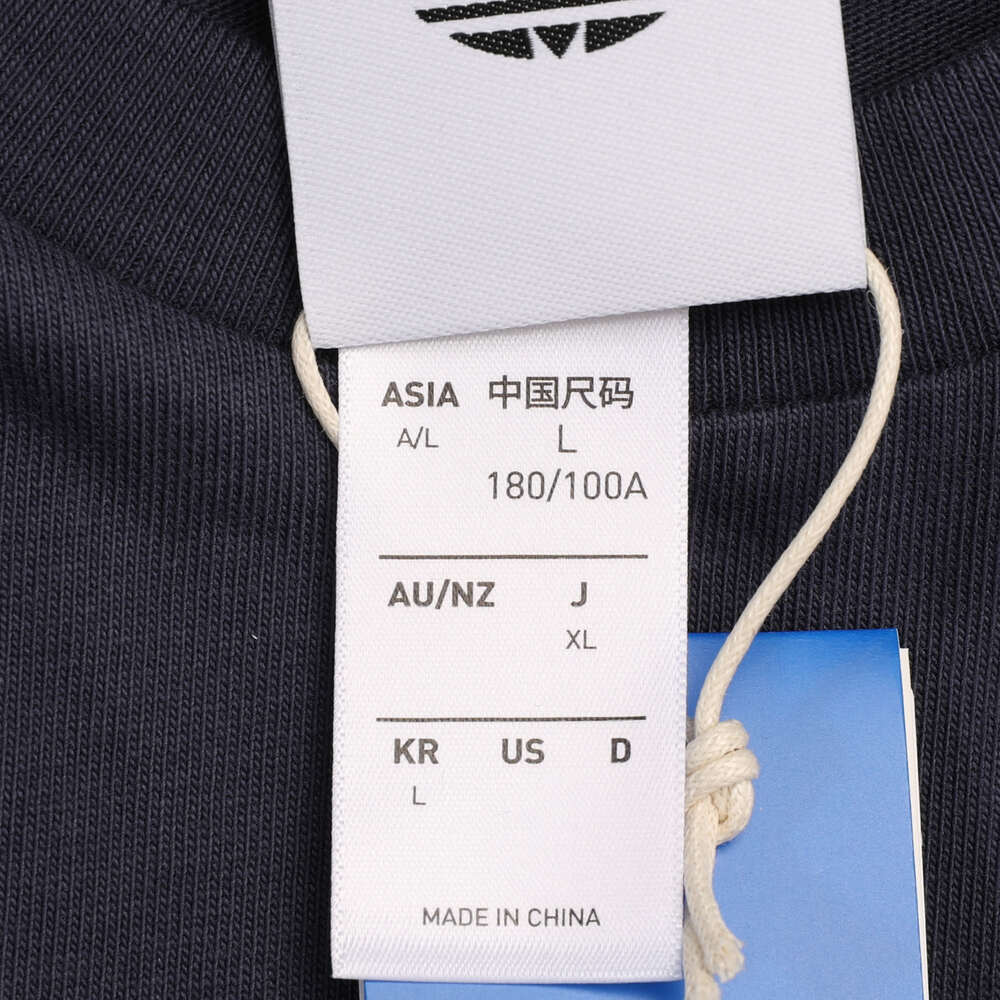 ASIA 中国尺码
A/L L
180/100A
AU/NZ J
XL
KR US D
L
MADE IN CHINA